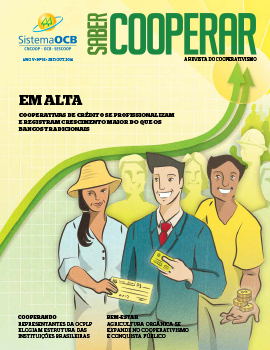 SistemaOCB
CNCOOP - OCB - SESCOOP
SABER
COOPERAR
A REVISTA DO COOPERATIVISMO
EM ALTA
COOPERATIVAS DE CRÉDITO SE PROFISSIONALIZAM
E REGISTRAM CRESCIMENTO MAIOR DO QUE OS
BANCOS TRADICIONAIS
COOPERANDO
REPRESENTANTES DA OCPLP
ELOGIAM ESTRUTURA DAS
INSTITUIÇÕES BRASILEIRAS
BEM-ESTAR
AGRICULTURA ORGÂNICA SE
EXPANDE NO COOPERATIVISMO
E CONQUISTA PÚBLICO